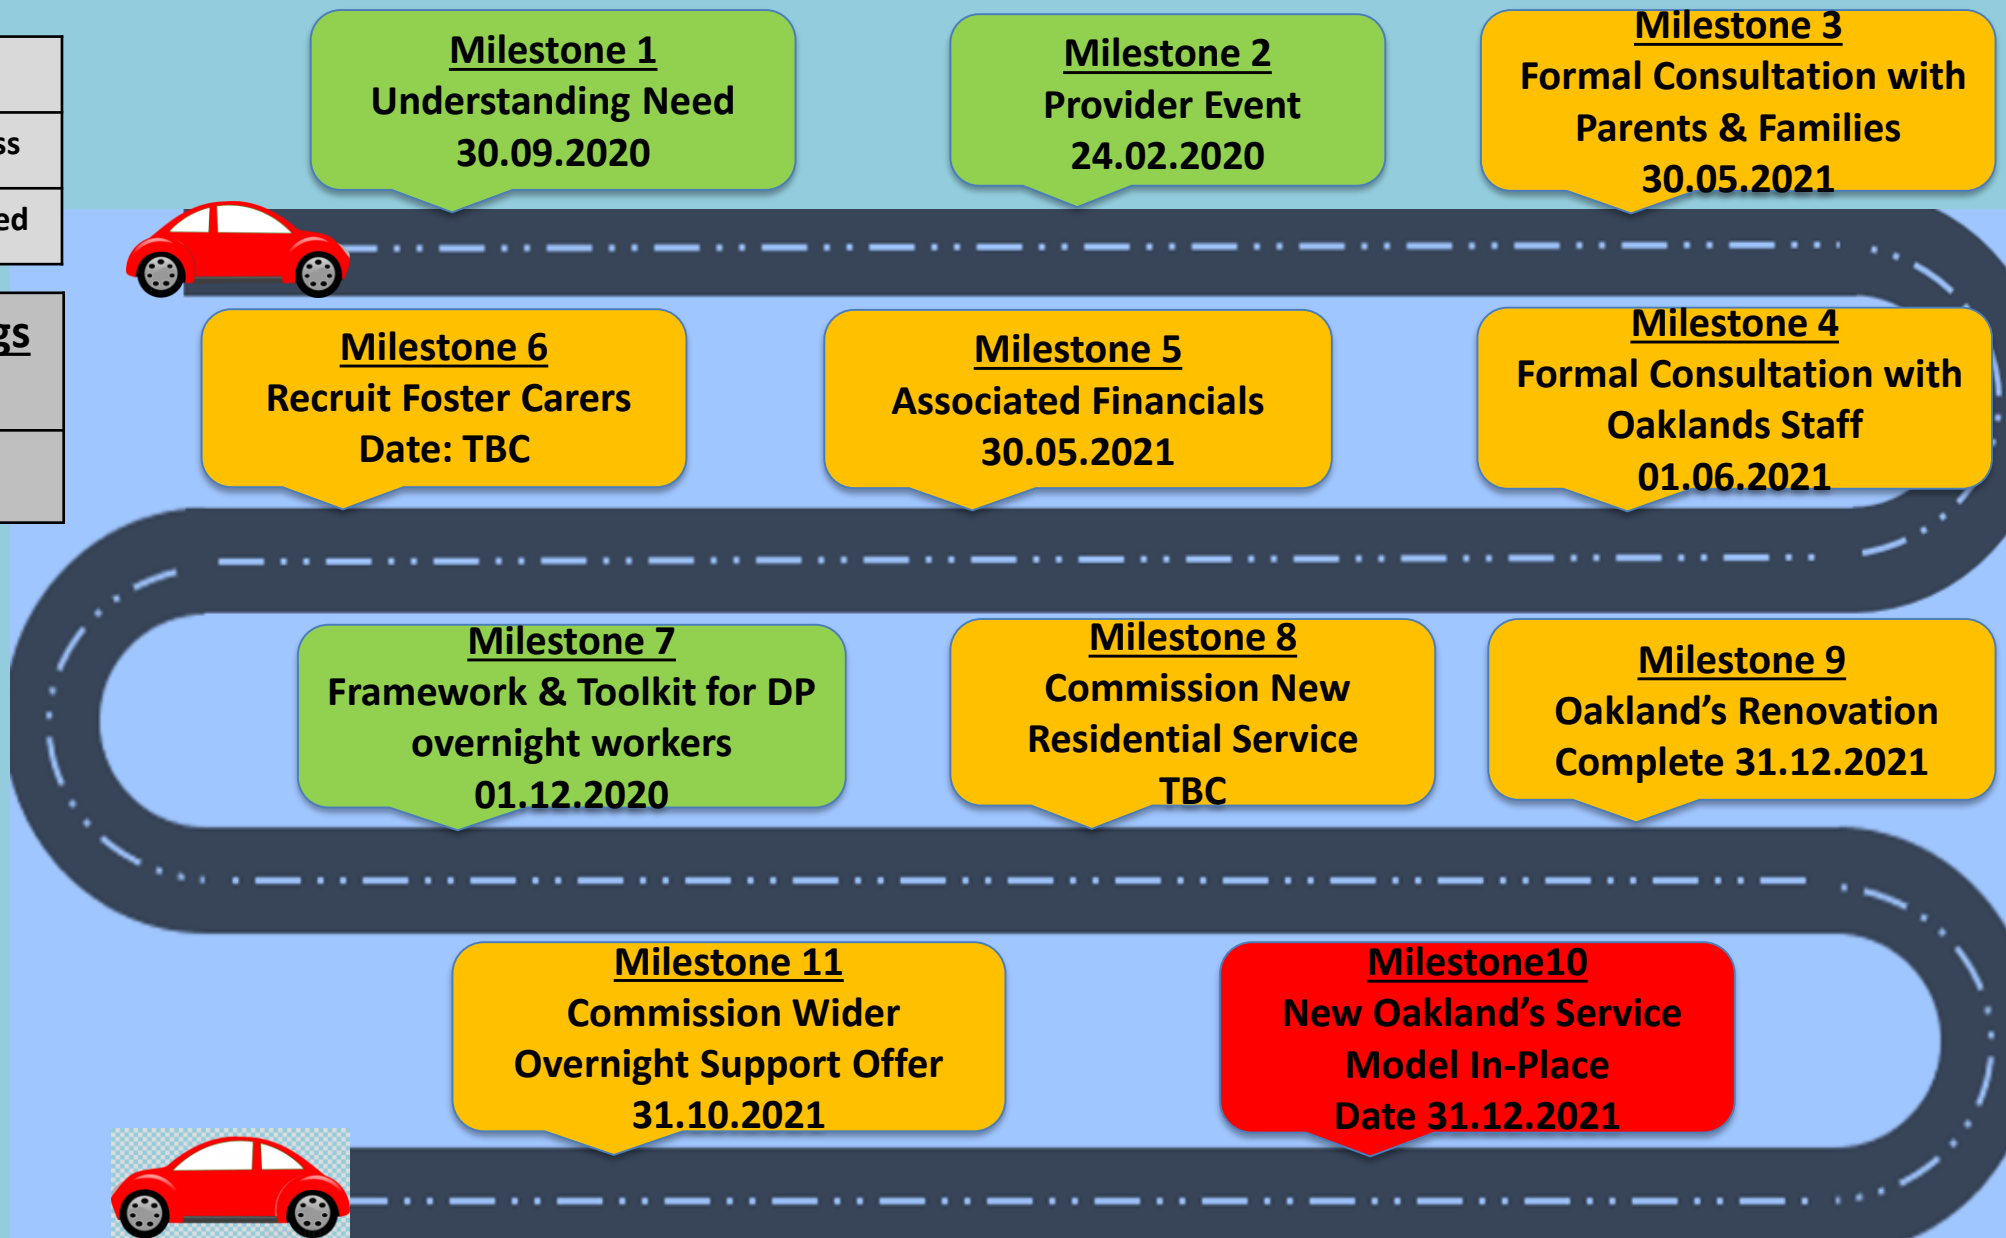 Milestone 1
Understanding Need
30.09.2020
Milestone 2
Provider Event
24.02.2020
Milestone 3
Formal Consultation with
Parents & Families
30.05.2021
Milestone 4
Formal Consultation with
Oaklands Staff
01.06.2021
Milestone 5
Associated Financials
30.05.2021
Milestone 6
Recruit Foster Carers
Date: TBC
Milestone 7
Framework & Toolkit for DP
overnight workers
01.12.2020
Milestone 8
Commission New
Residential Service
TBC
Milestone 9
Oakland’s Renovation
Complete 31.12.2021
Milestone10
New Oakland’s Service
Model In-Place
Date 31.12.2021
Milestone 11
Commission Wider
Overnight Support Offer
31.10.2021